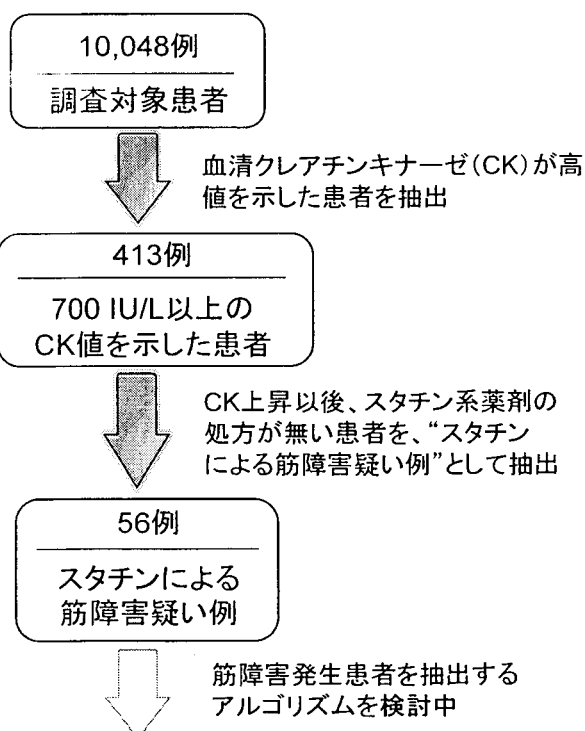 10,048例
調査対象患者
血清クレアチンキナーゼ(CK)が高
値を示した患者を抽出
413例
700 IU/L以上の
CK値を示した患者
CK上昇以後、スタチン系薬剤の
処方が無い患者を、“スタチン
による筋障害疑い例”として抽出
56例
スタチンによる
筋障害疑い例
筋障害発生患者を抽出する
アルゴリズムを検討中